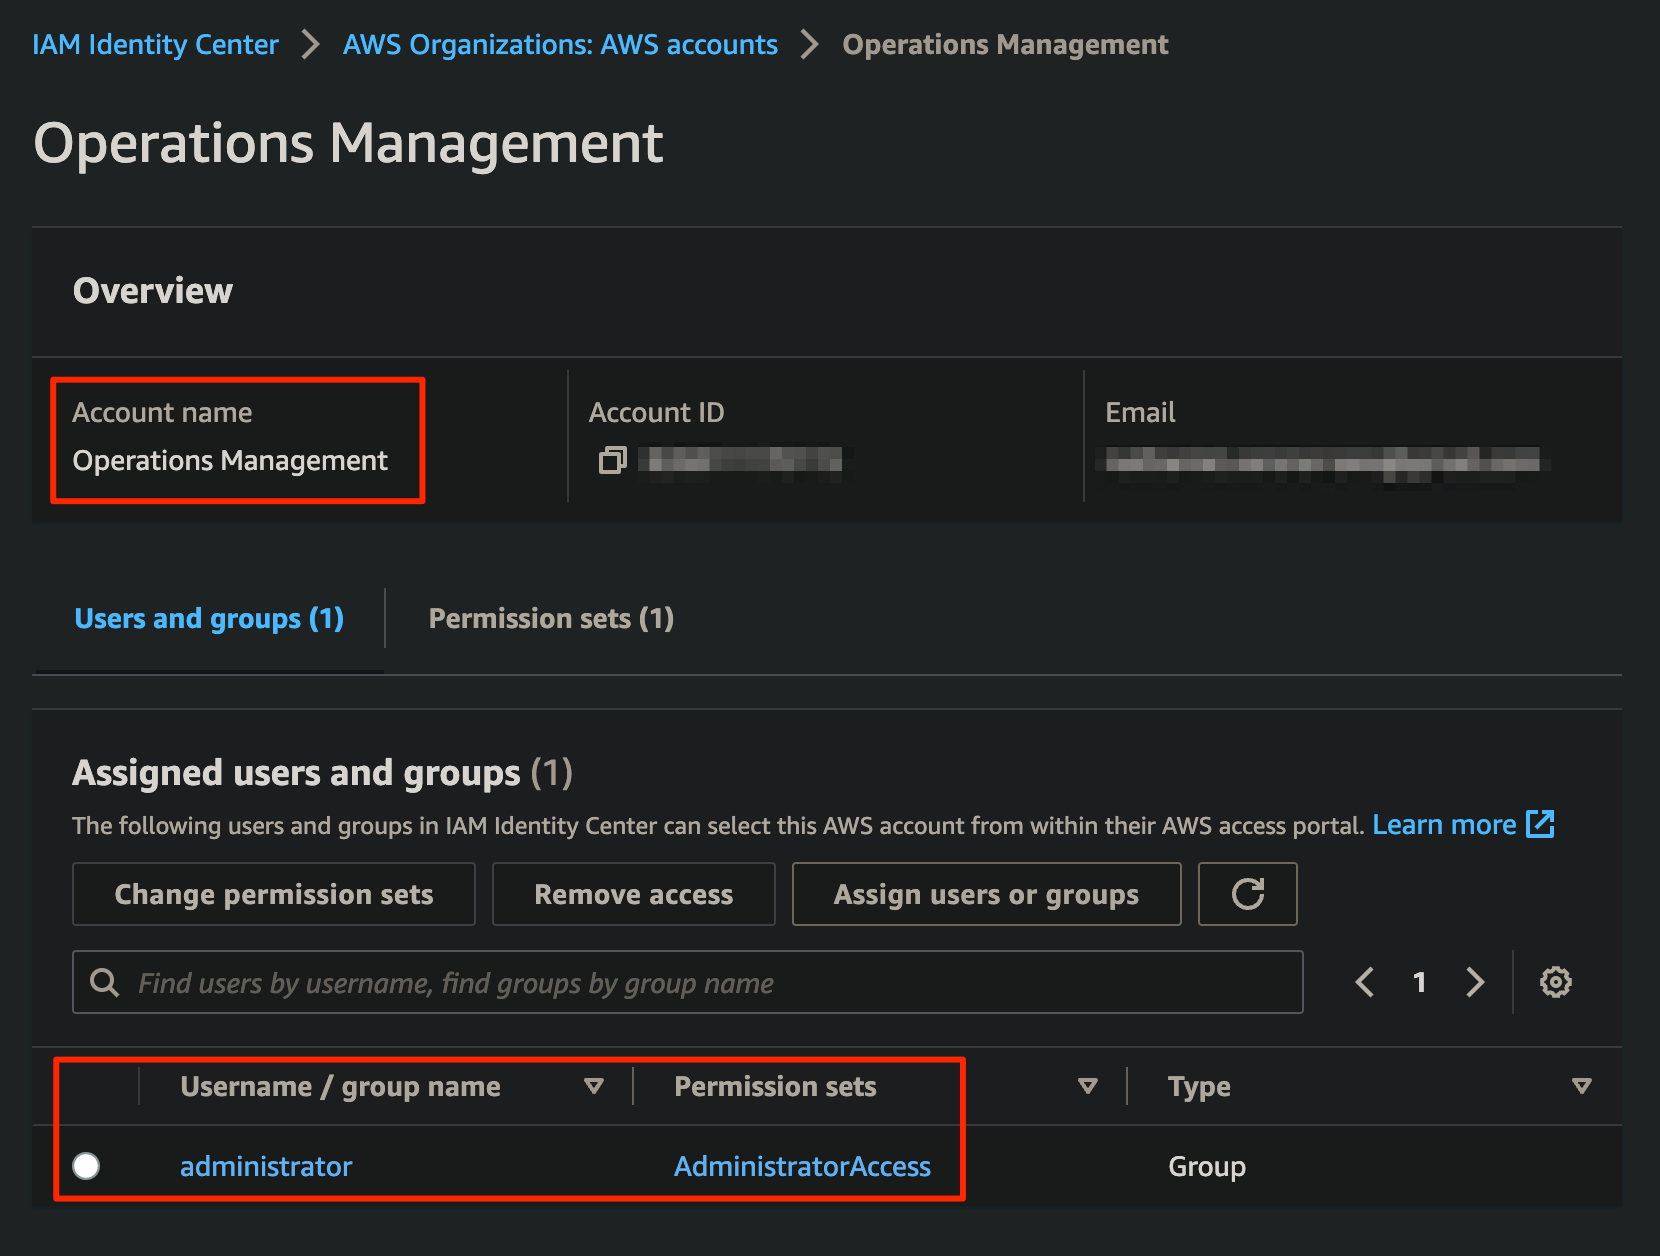 IAM Identity Center > AWS Organizations: AWS accounts > Operations Management
Operations Management
Overview
Account name
Operations Management
Account ID
Email
Users and groups (1)
Permission sets (1)
Assigned users and groups (1)
The following users and groups in IAM Identity Center can select this AWS account from within their AWS access portal. Learn more
Change permission sets
Remove access
Assign users or groups
Find users by username, find groups by group name
1
Username / group name
Permission sets
Type
administrator
AdministratorAccess
Group